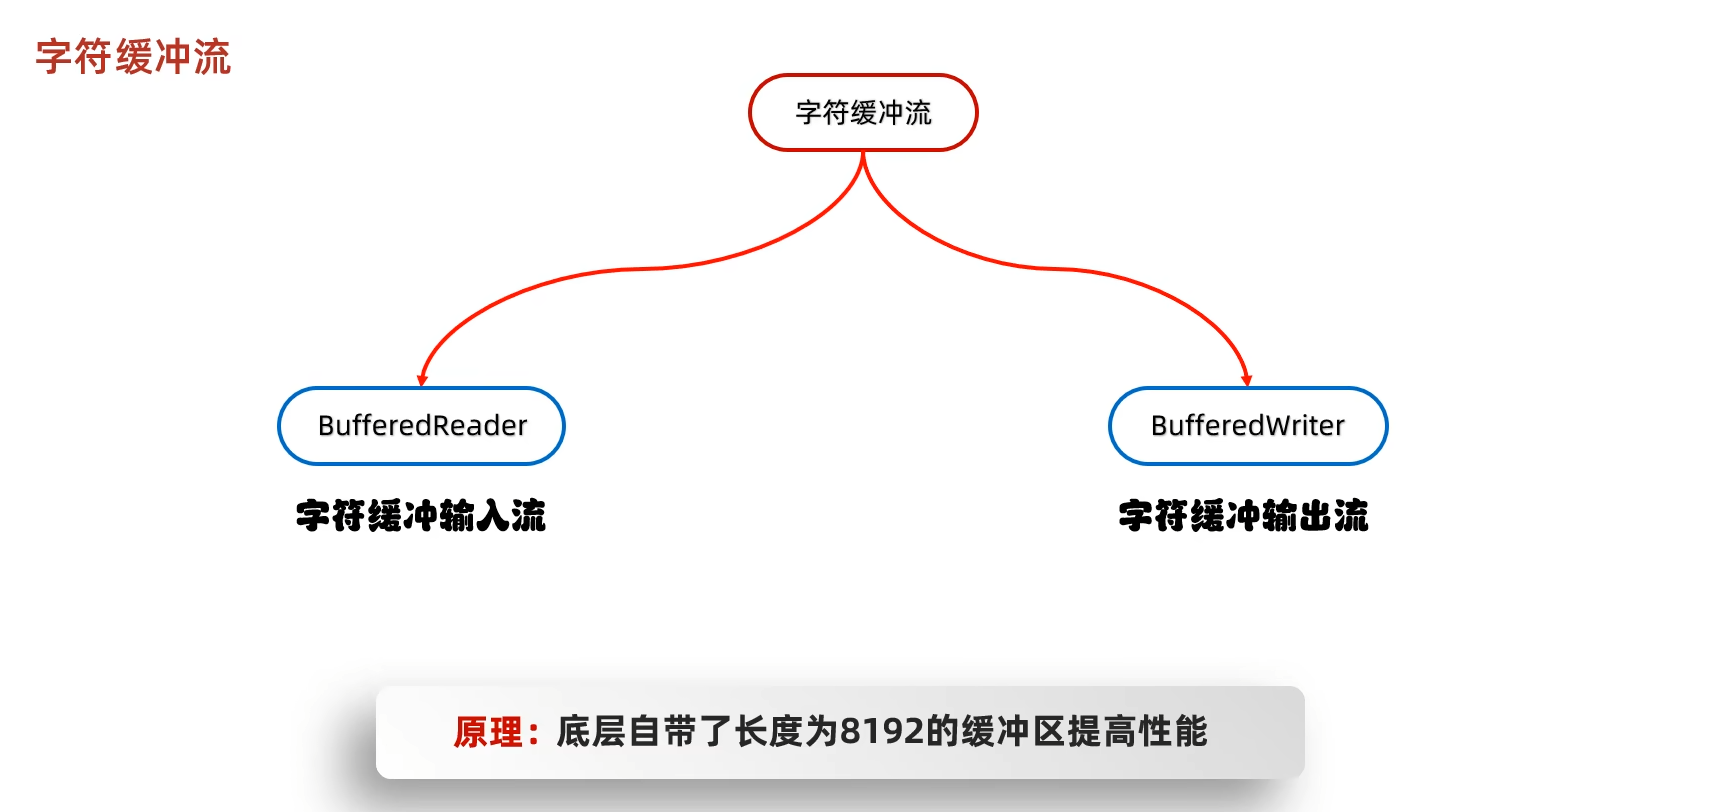 字符缓冲流
字符缓冲流
BufferedReader
BufferedWriter
字符缓冲输入流
字符缓冲输出流
原理：底层自带了长度为8192的缓冲区提高性能